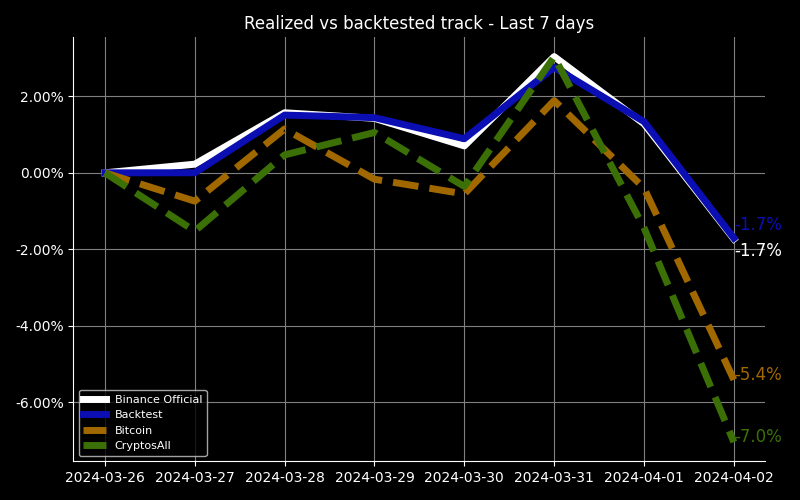 Realized vs backtested track - Last 7 days
2.00%
0.00%
-2.00%
-4.00%
-6.00%
-1.7%
-1.7%
-5.4%
-7.0%
Binance Official
Backtest
Bitcoin
CryptosAll
2024-03-26 2024-03-27 2024-03-28 2024-03-29 2024-03-30 2024-03-31 2024-04-01 2024-04-02